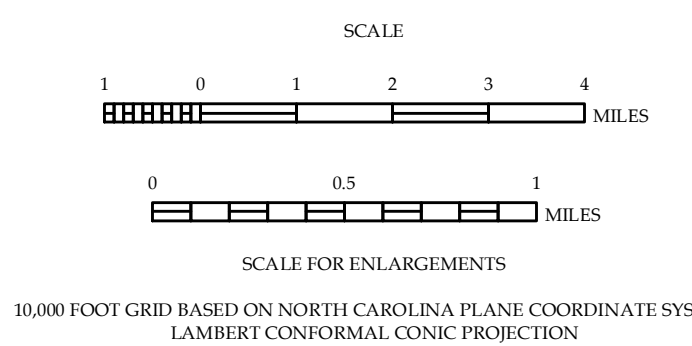 SCALE
1 0 1 2 3 4
MILES
0 0.5 1
MILES
SCALE FOR ENLARGEMENTS
10,000 FOOT GRID BASED ON NORTH CAROLINA PLANE COORDINATE SYS
LAMBERT CONFORMAL CONIC PROJECTION